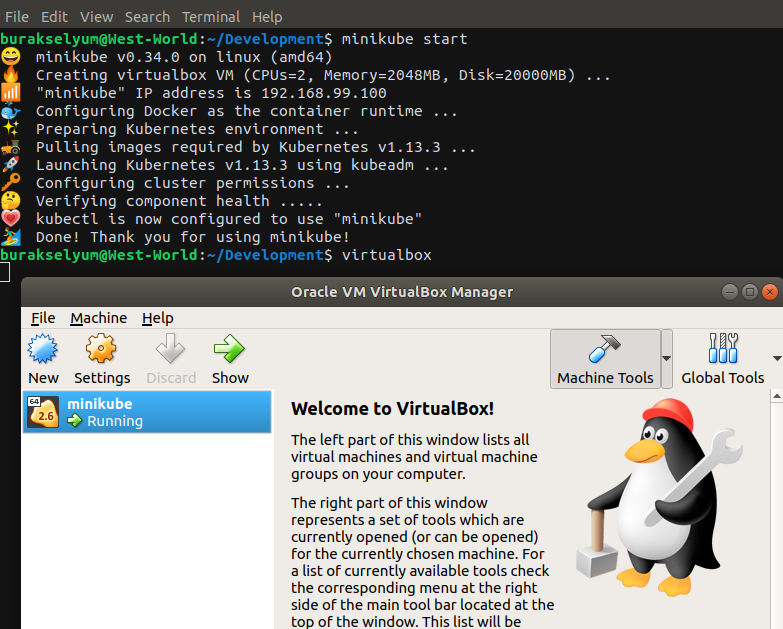 File Edit View Search Terminal Help
burakselyum@West-World:~/Development$ minikube start
😄 minikube v0.34.0 on linux (amd64)
🔥 Creating virtualbox VM (CPUs=2, Memory=2048MB, Disk=20000MB) ...
📶 "minikube" IP address is 192.168.99.100
🐳 Configuring Docker as the container runtime ...
✨ Preparing Kubernetes environment ...
🚜 Pulling images required by Kubernetes v1.13.3 ...
🚀 Launching Kubernetes v1.13.3 using kubeadm ...
🔑 Configuring cluster permissions ...
🤔 Verifying component health .....
💗 kubectl is now configured to use "minikube"
🏄 Done! Thank you for using minikube!
burakselyum@West-World:~/Development$ virtualbox
Oracle VM VirtualBox Manager
File Machine Help
New Settings Discard Show Machine Tools Global Tools
64
2.6
minikube
Running
Welcome to VirtualBox!
The left part of this window lists all
virtual machines and virtual machine
groups on your computer.
The right part of this window
represents a set of tools which are
currently opened (or can be opened)
for the currently chosen machine. For
a list of currently available tools check
the corresponding menu at the right
side of the main tool bar located at the
top of the window. This list will be